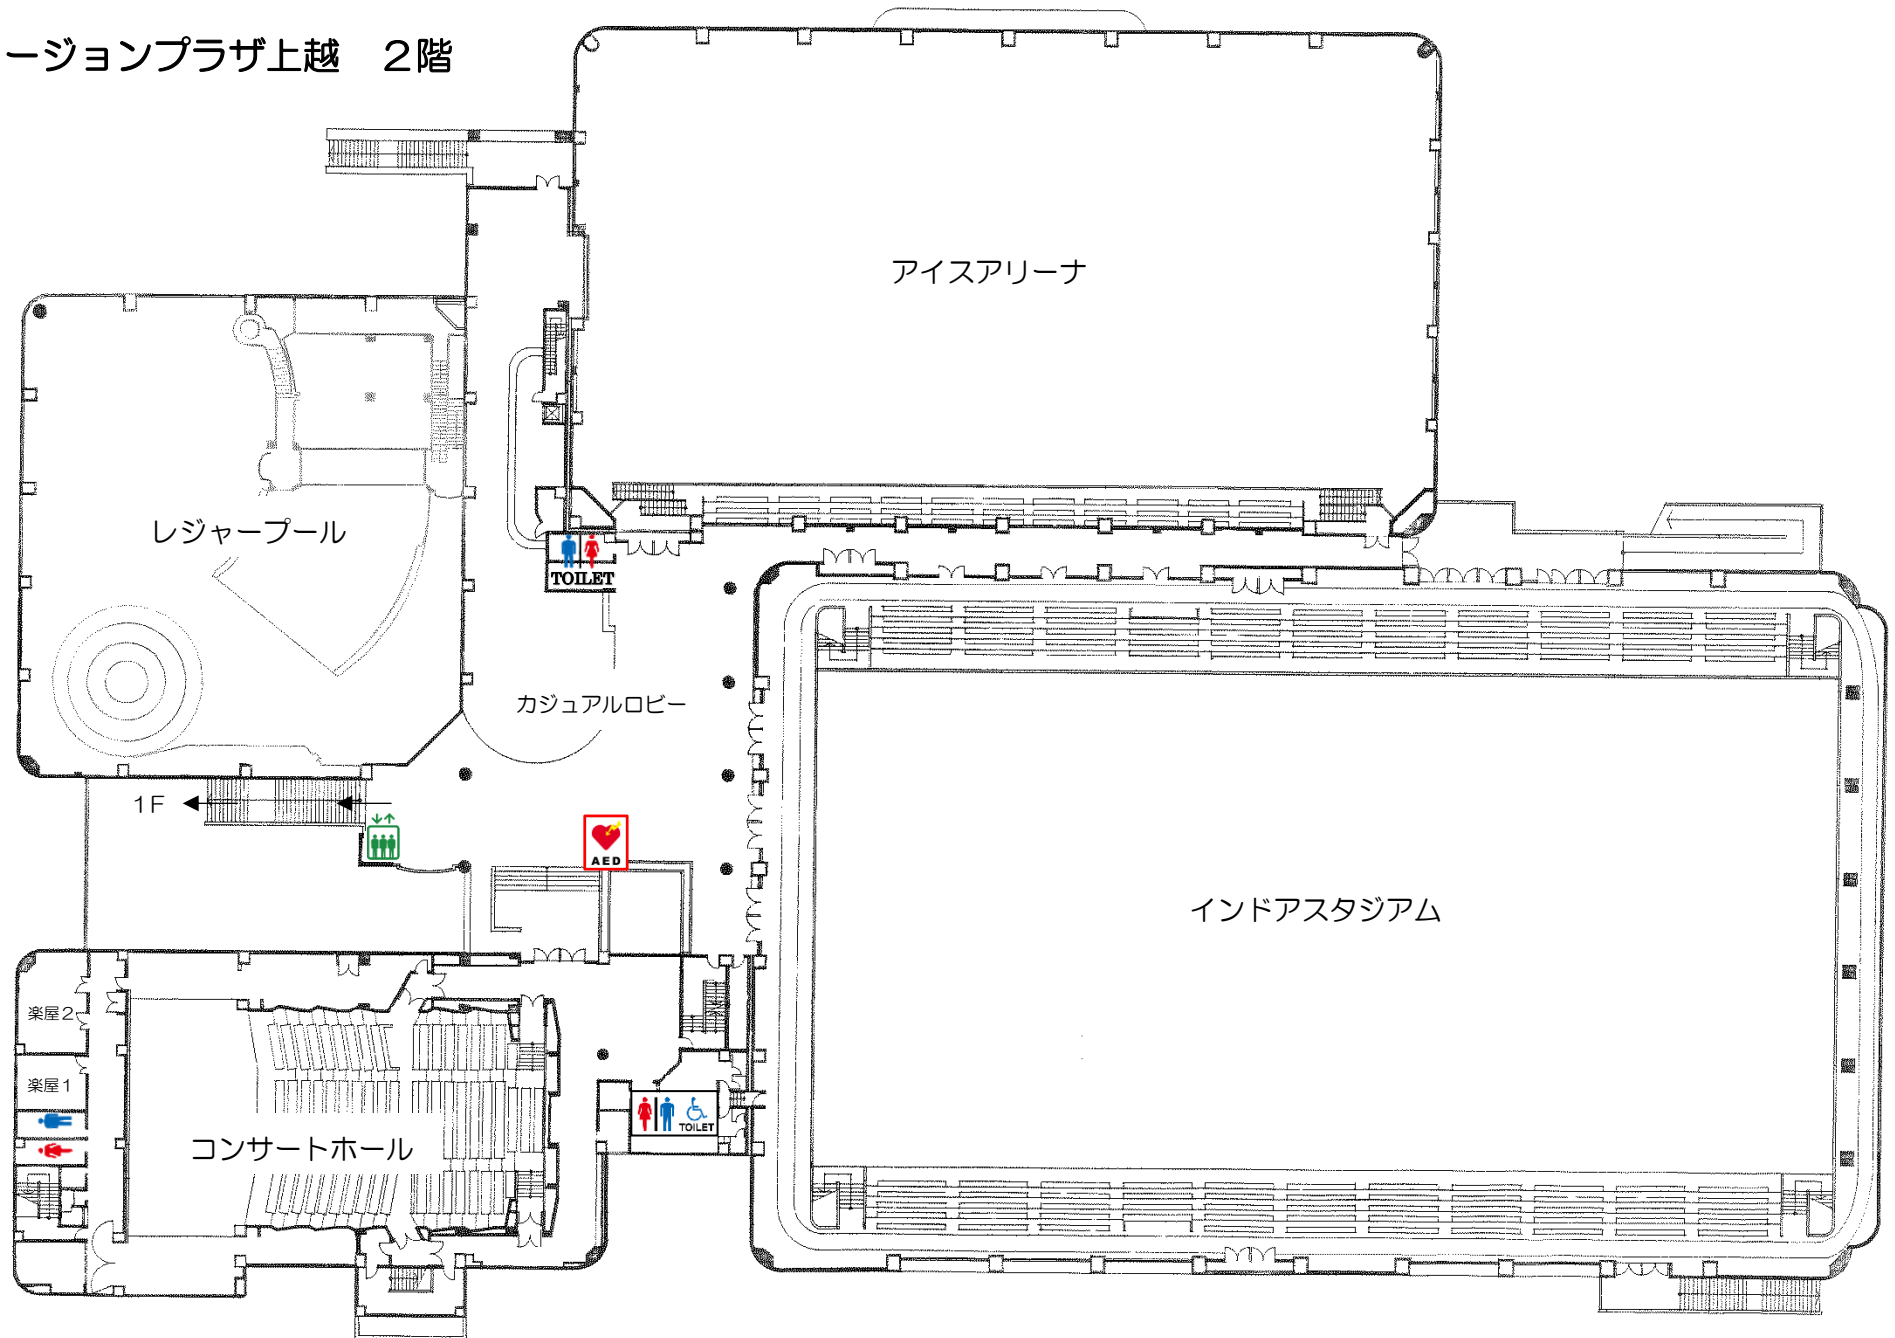 ージョンプラザ上越　２階
アイスアリーナ
レジャープール
TOILET
カジュアルロビー
1F
AED
インドアスタジアム
楽屋２
楽屋１
TOILET
コンサートホール